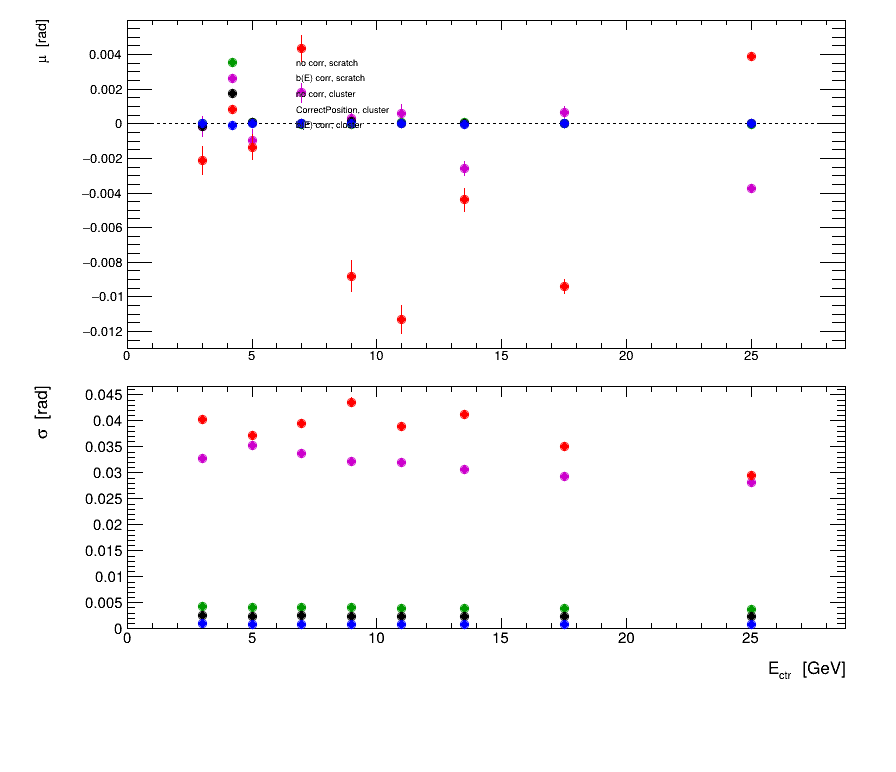 μ [rad]
0.004
0.002
0
−0.002
−0.004
−0.006
−0.008
−0.01
−0.012
no corr, scratch
b(E) corr, scratch
no corr, cluster
CorrectPosition, cluster
b(E) corr, cluster
0 5 10 15 20 25
σ [rad]
0.045
0.04
0.035
0.03
0.025
0.02
0.015
0.01
0.005
0
0 5 10 15 20 25
E_ctr [GeV]